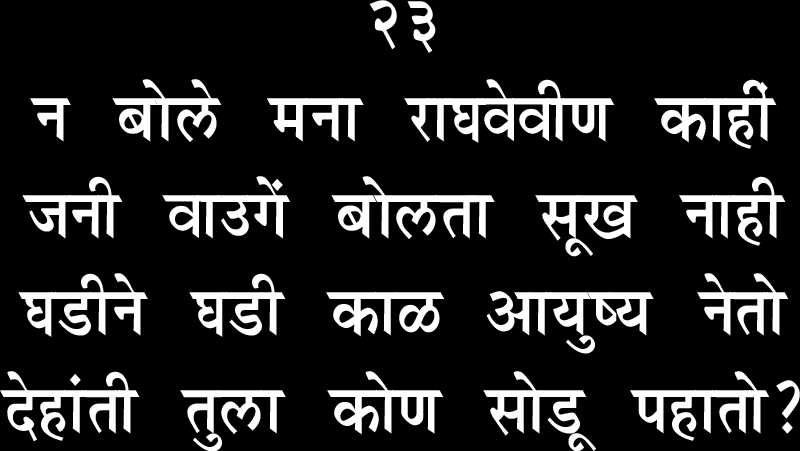 २३
न बोले मना राघवेवीण काहीं
जनी वाउगें बोलता सूख नाही
घडीने घडी काळ आयुष्य नेतो
देहांती तुला कोण सोडू पहातो?